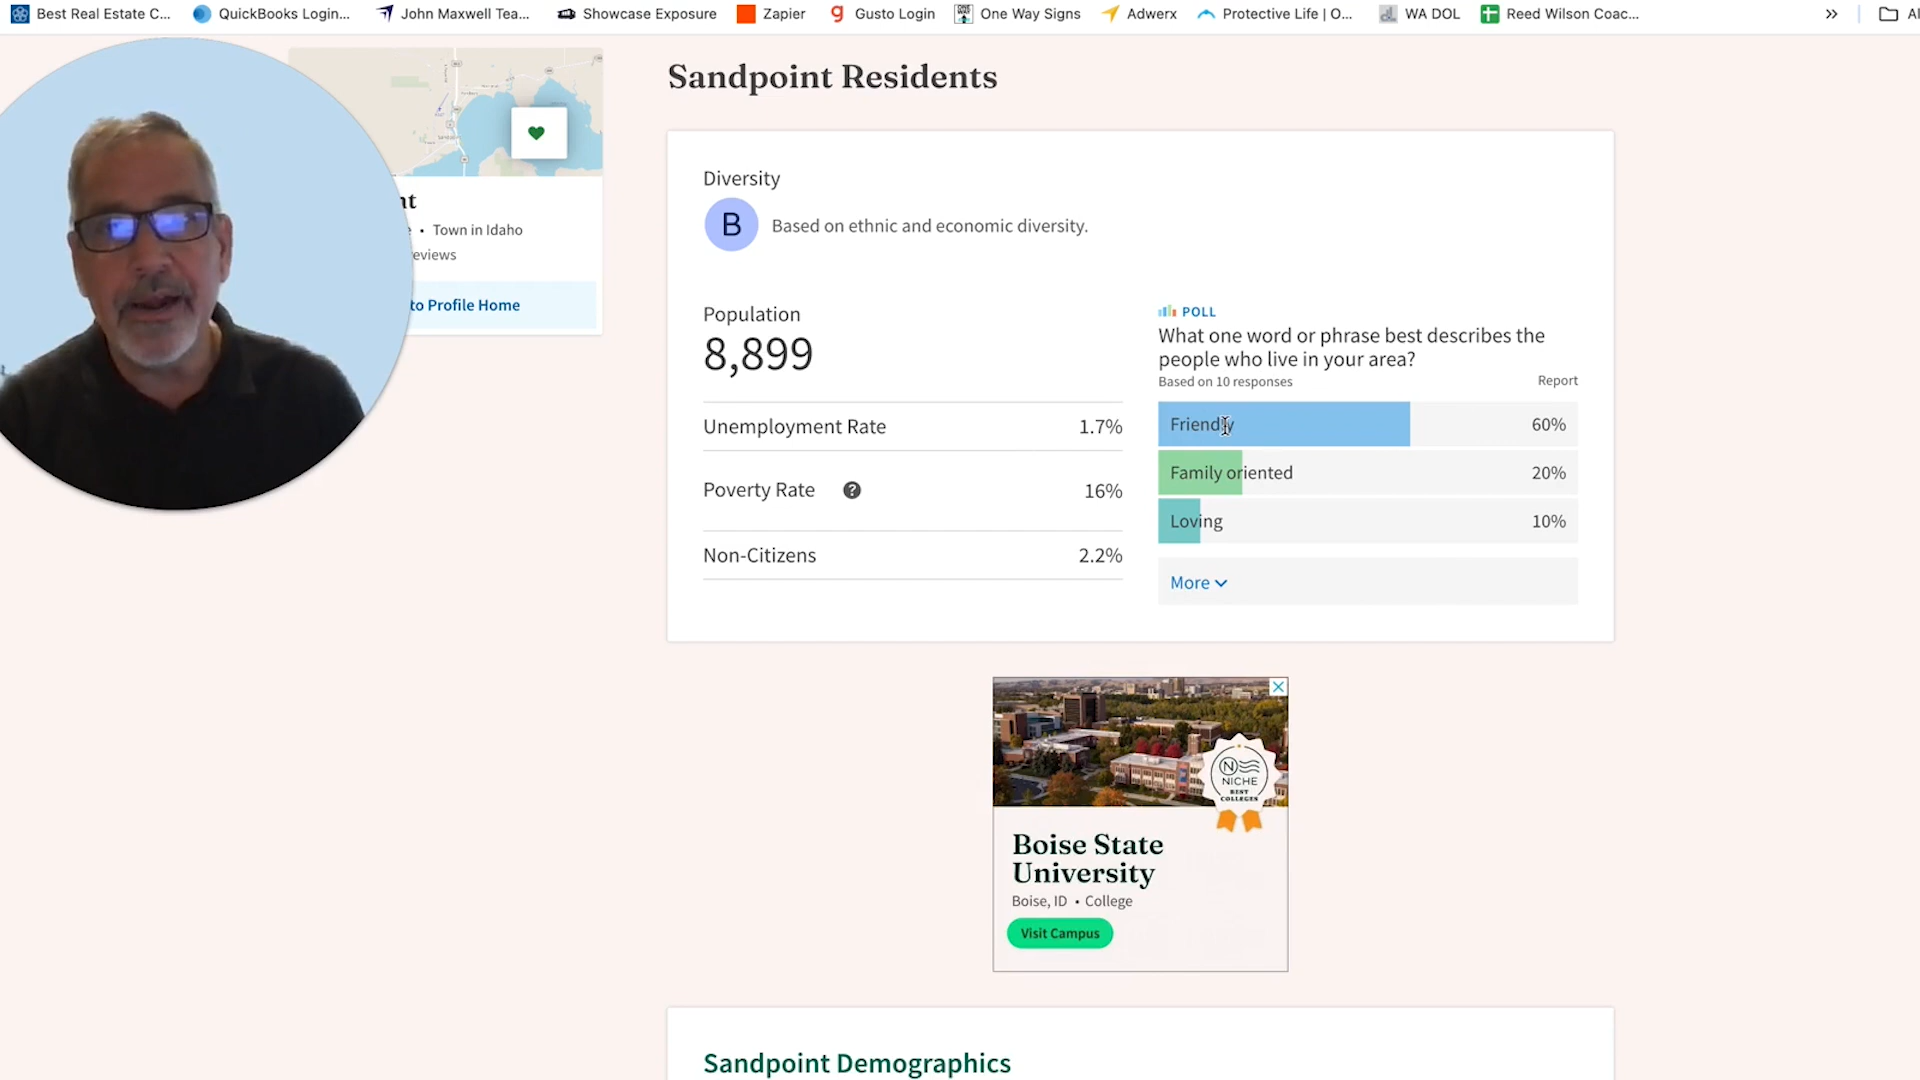 Best Real Estate C...
QuickBooks Login...
John Maxwell Tea...
Showcase Exposure
Zapier
Gusto Login
One Way Signs
Adwerx
Protective Life | O...
WA DOL
Reed Wilson Coac...
Sandpoint Residents
nt
• Town in Idaho
eviews
to Profile Home
Diversity
B
Based on ethnic and economic diversity.
Population
8,899
Unemployment Rate 1.7%
Poverty Rate ? 16%
Non-Citizens 2.2%
POLL
What one word or phrase best describes the
people who live in your area?
Based on 10 responses
Report
Friendly 60%
Family oriented 20%
Loving 10%
More
NICHE
BEST
COLLEGES
Boise State
University
Boise, ID • College
Visit Campus
Sandpoint Demographics